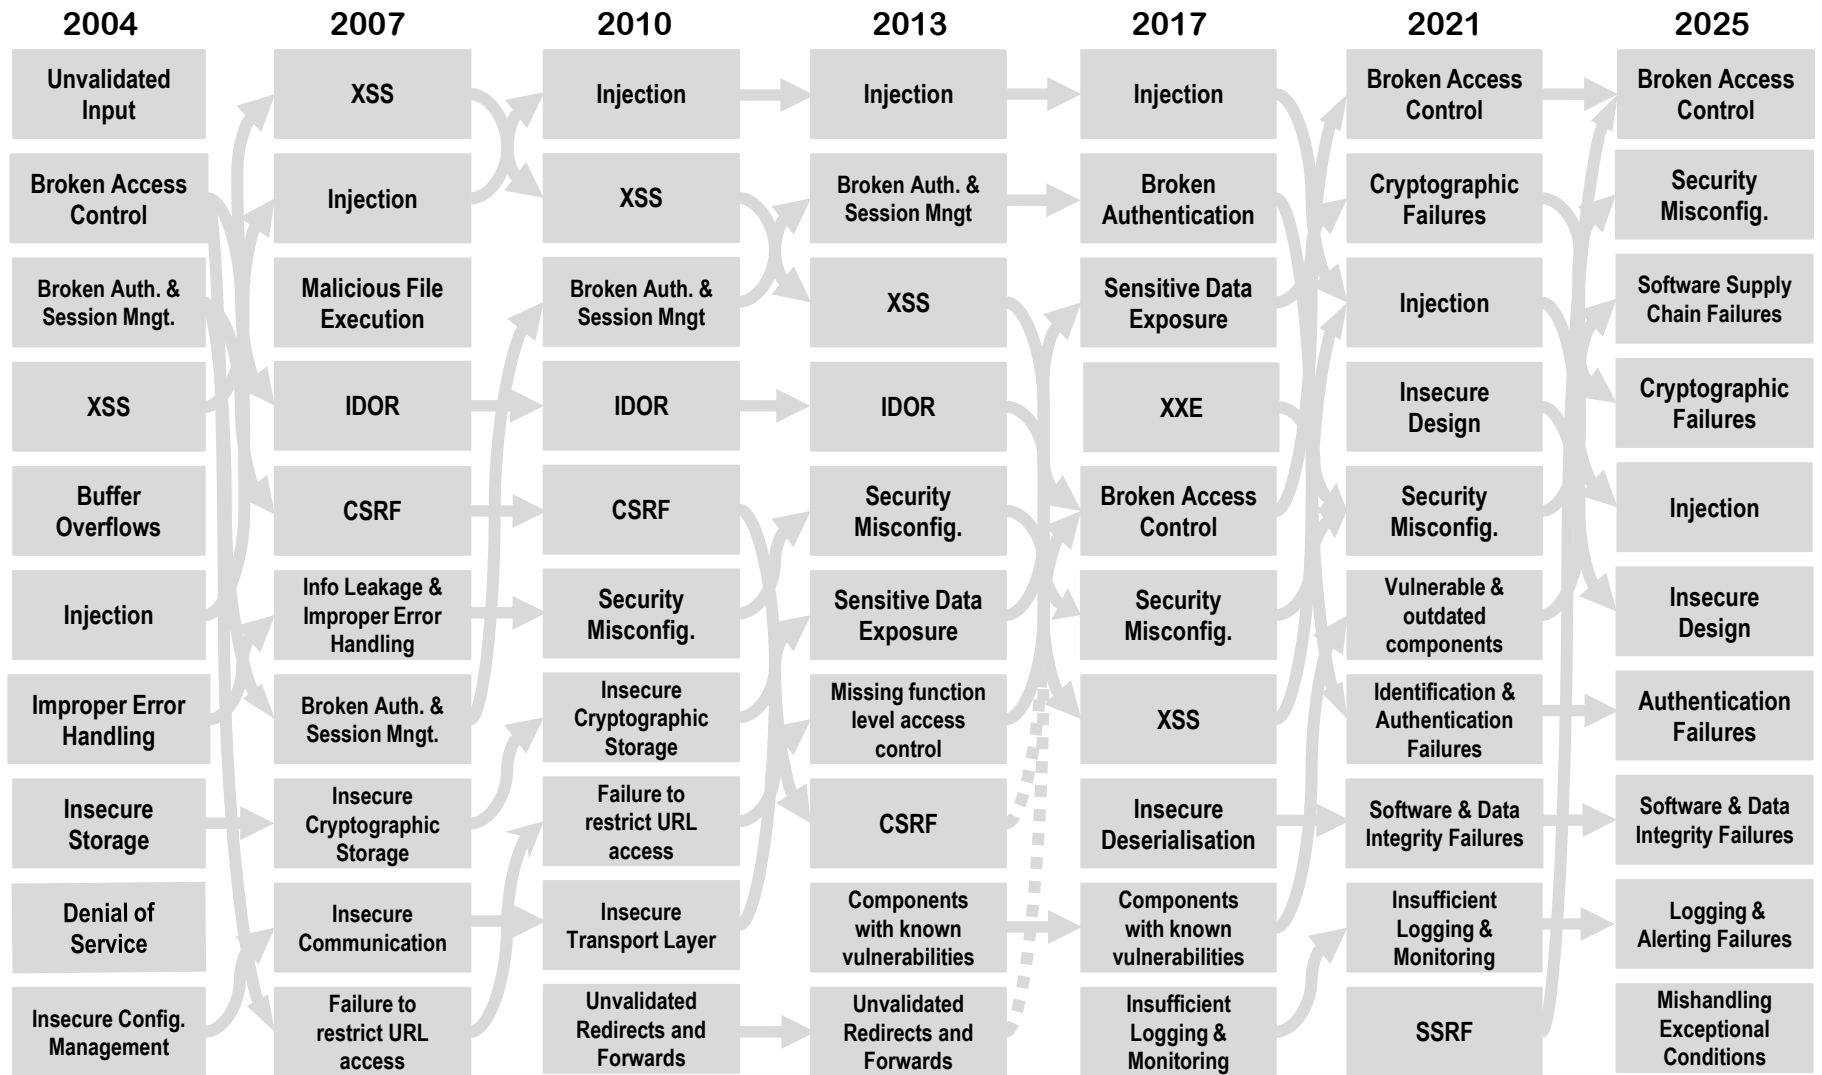 2004
2007
2010
2013
2017
2021
2025
Unvalidated
Input
Broken Access
Control
Broken Auth. &
Session Mngt.
XSS
Buffer
Overflows
Injection
Improper Error
Handling
Insecure
Storage
Denial of
Service
Insecure Config.
Management
XSS
Injection
Malicious File
Execution
IDOR
CSRF
Info Leakage &
Improper Error
Handling
Broken Auth. &
Session Mngt.
Insecure
Cryptographic
Storage
Insecure
Communication
Failure to
restrict URL
access
Injection
XSS
Broken Auth. &
Session Mngt
IDOR
CSRF
Security
Misconfig.
Insecure
Cryptographic
Storage
Failure to
restrict URL
access
Insecure
Transport Layer
Unvalidated
Redirects and
Forwards
Injection
Broken Auth. &
Session Mngt
XSS
IDOR
Security
Misconfig.
Sensitive Data
Exposure
Missing function
level access
control
CSRF
Components
with known
vulnerabilities
Unvalidated
Redirects and
Forwards
Injection
Broken
Authentication
Sensitive Data
Exposure
XXE
Broken Access
Control
Security
Misconfig.
XSS
Insecure
Deserialisation
Components
with known
vulnerabilities
Insufficient
Logging &
Monitoring
Broken Access
Control
Cryptographic
Failures
Injection
Insecure
Design
Security
Misconfig.
Vulnerable &
outdated
components
Identification &
Authentication
Failures
Software & Data
Integrity Failures
Insufficient
Logging &
Monitoring
SSRF
Broken Access
Control
Security
Misconfig.
Software Supply
Chain Failures
Cryptographic
Failures
Injection
Insecure
Design
Authentication
Failures
Software & Data
Integrity Failures
Logging &
Alerting Failures
Mishandling
Exceptional
Conditions